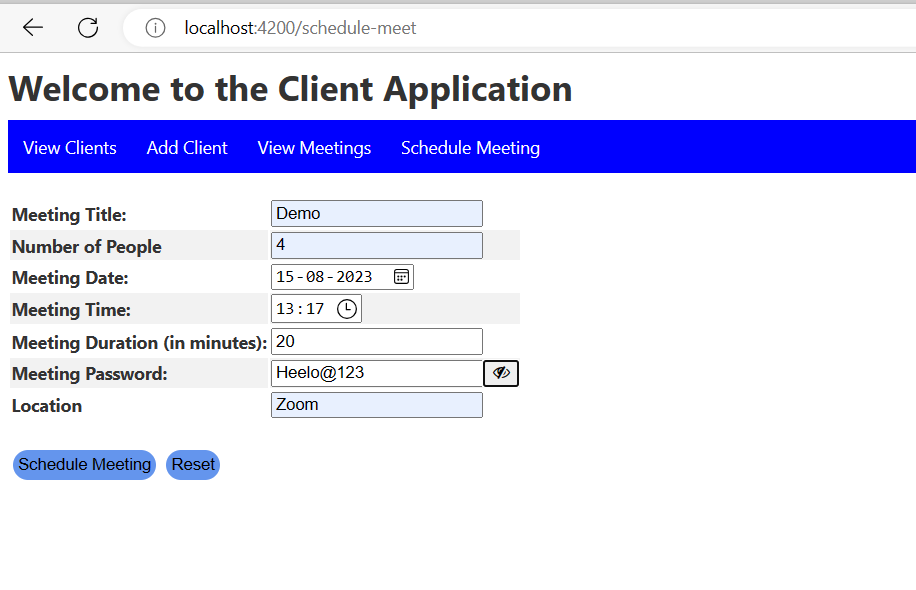 localhost:4200/schedule-meet
Welcome to the Client Application
View Clients Add Client View Meetings Schedule Meeting
Meeting Title: Demo
Number of People 4
Meeting Date: 15-08-2023
Meeting Time: 13:17
Meeting Duration (in minutes): 20
Meeting Password: Heelo@123
Location Zoom
Schedule Meeting Reset